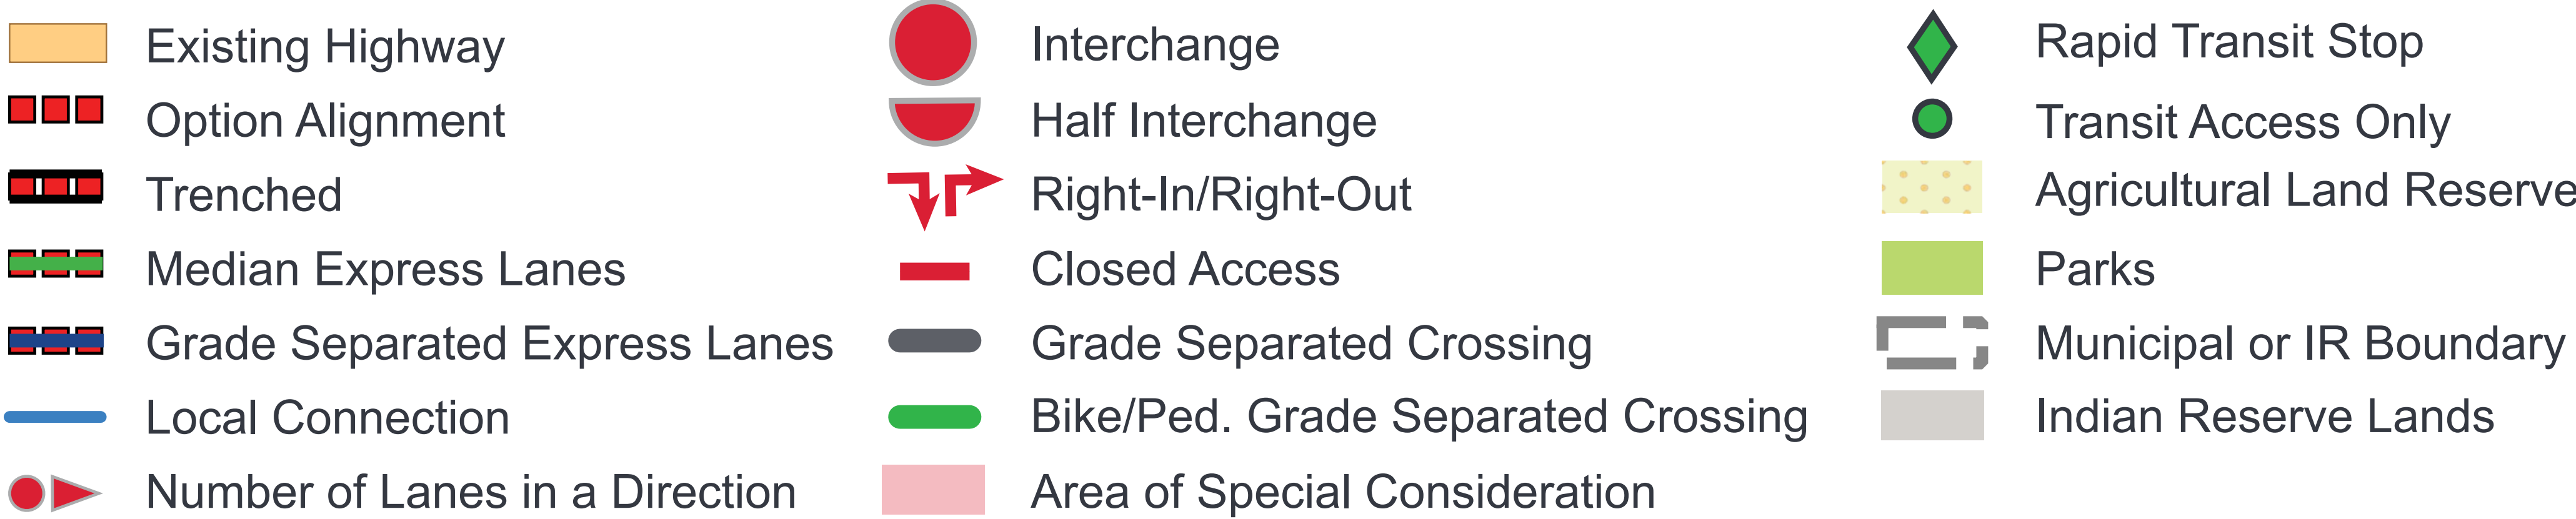 Existing Highway
Option Alignment
Trenched
Median Express Lanes
Grade Separated Express Lanes
Local Connection
Number of Lanes in a Direction
Interchange
Half Interchange
Right-In/Right-Out
Closed Access
Grade Separated Crossing
Bike/Ped. Grade Separated Crossing
Area of Special Consideration
Rapid Transit Stop
Transit Access Only
Agricultural Land Reserve
Parks
Municipal or IR Boundary
Indian Reserve Lands